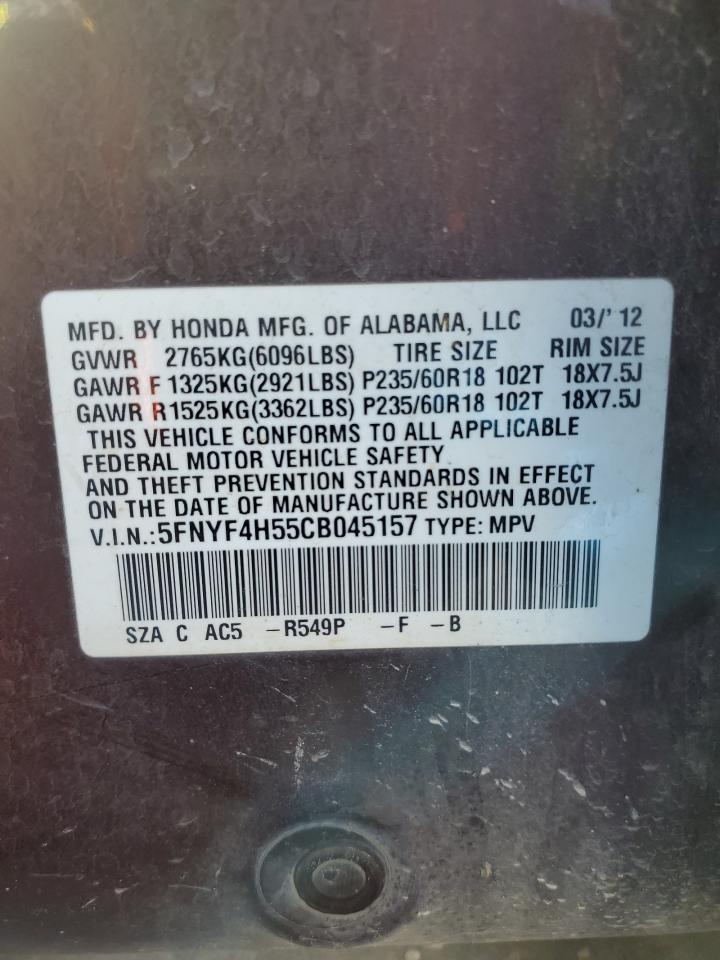 MFD. BY HONDA MFG. OF ALABAMA, LLC 03/' 12
GVWR 2765KG(6096LBS) TIRE SIZE RIM SIZE
GAWR F 1325KG(2921LBS) P235/60R18 102T 18X7.5J
GAWR R1525KG(3362LBS) P235/60R18 102T 18X7.5J
THIS VEHICLE CONFORMS TO ALL APPLICABLE
FEDERAL MOTOR VEHICLE SAFETY
AND THEFT PREVENTION STANDARDS IN EFFECT
ON THE DATE OF MANUFACTURE SHOWN ABOVE.
V.I.N.:5FNYF4H55CB045157 TYPE: MPV
SZA C AC5 -R549P -F -B